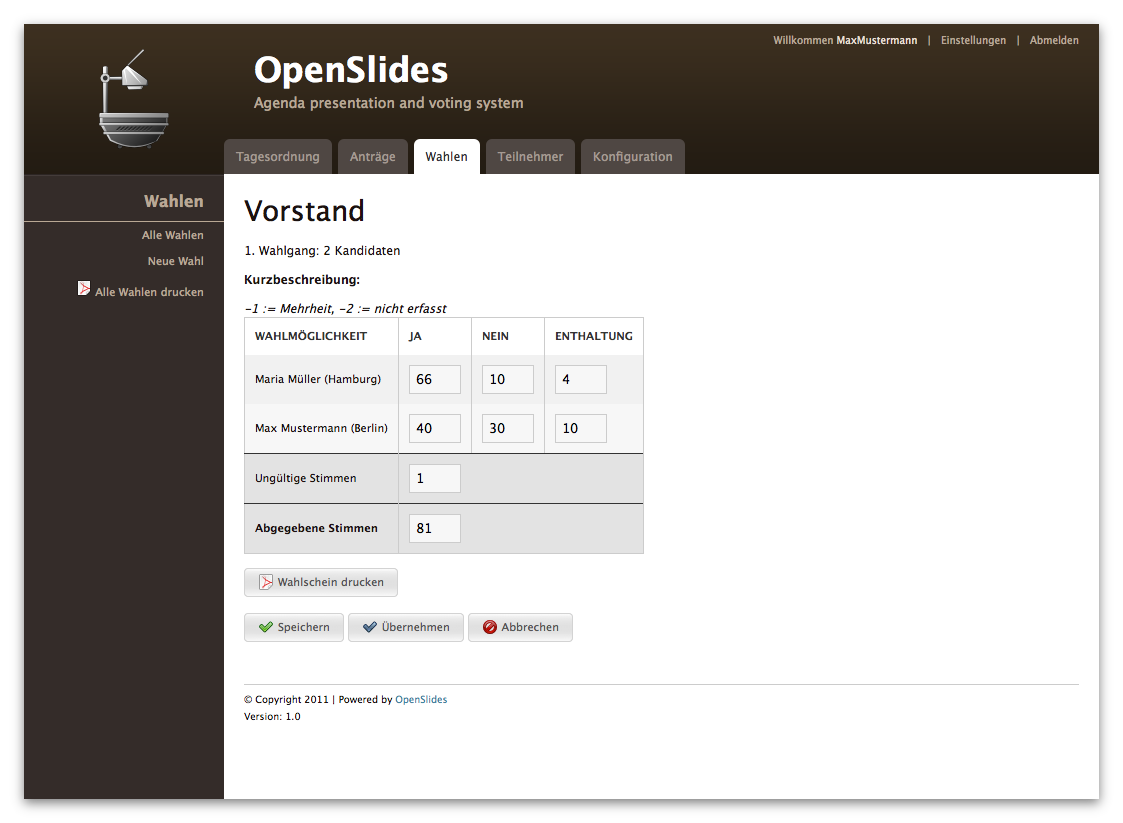 Willkommen MaxMustermann | Einstellungen | Abmelden
OpenSlides
Agenda presentation and voting system
Tagesordnung Anträge Wahlen Teilnehmer Konfiguration
Wahlen
Alle Wahlen
Neue Wahl
Alle Wahlen drucken
Vorstand
1. Wahlgang: 2 Kandidaten
Kurzbeschreibung:
-1 := Mehrheit, -2 := nicht erfasst
WAHLMÖGLICHKEIT JA NEIN ENTHALTUNG
Maria Müller (Hamburg) 66 10 4
Max Mustermann (Berlin) 40 30 10
Ungültige Stimmen 1
Abgegebene Stimmen 81
Wahlschein drucken
Speichern Übernehmen Abbrechen
© Copyright 2011 | Powered by OpenSlides
Version: 1.0